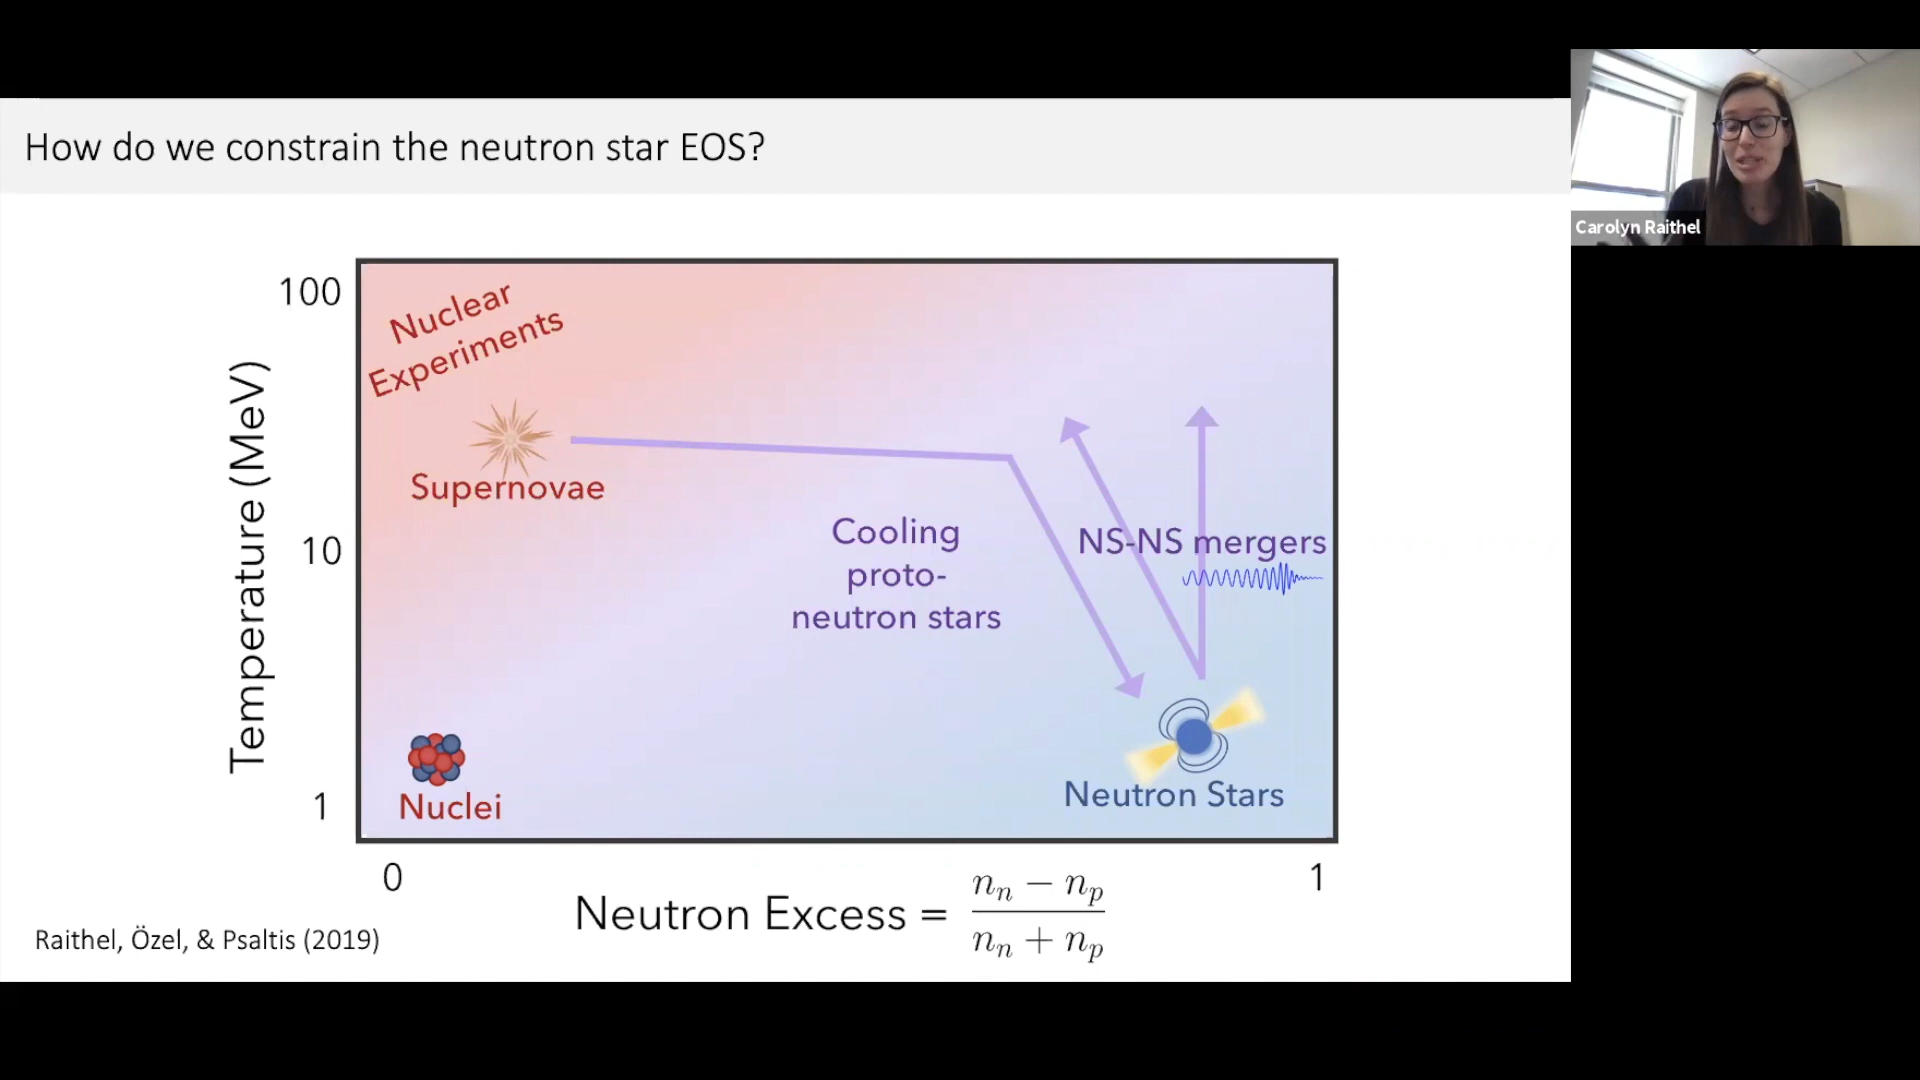 How do we constrain the neutron star EOS?
Carolyn Raithel
100
Nuclear
Experiments
Supernovae
Temperature (MeV)
10
Cooling
proto-
neutron stars
NS-NS mergers
1
Nuclei
Neutron Stars
0
1
Neutron Excess = \frac{n_n - n_p}{n_n + n_p}
Raithel, Özel, & Psaltis (2019)